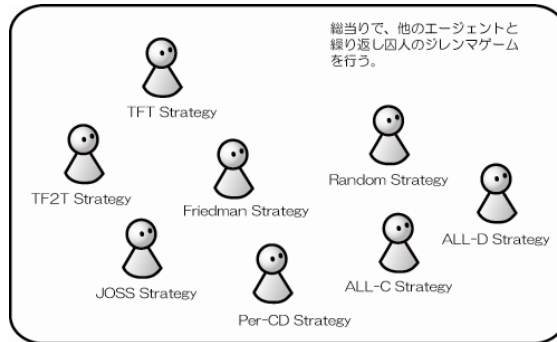 総当りで、他のエージェントと
繰り返し囚人のジレンマゲーム
を行う。
TFT Strategy
TF2T Strategy
Friedman Strategy
Random Strategy
ALL-D Strategy
JOSS Strategy
ALL-C Strategy
Per-CD Strategy